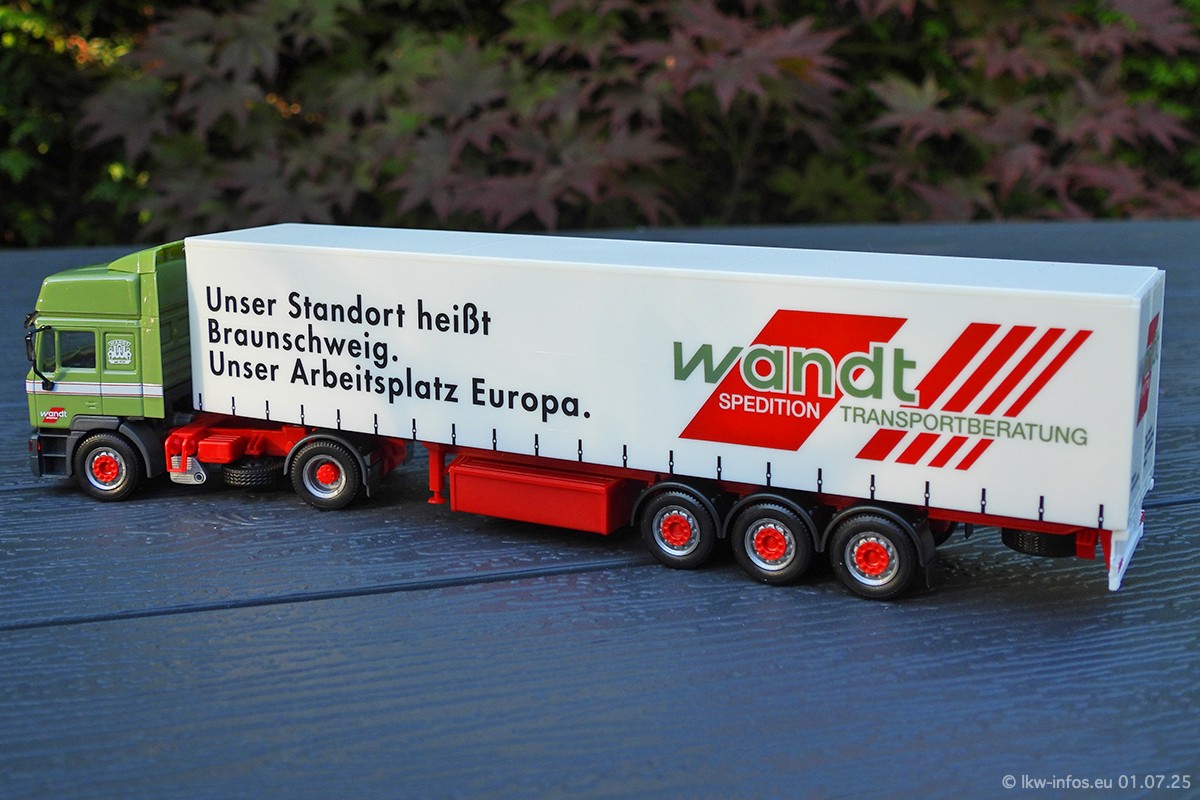 Unser Standort heißt
Braunschweig.
Unser Arbeitsplatz Europa.
wandt
SPEDITION
TRANSPORTBERATUNG
wandt
© lkw-infos.eu 01.07.25